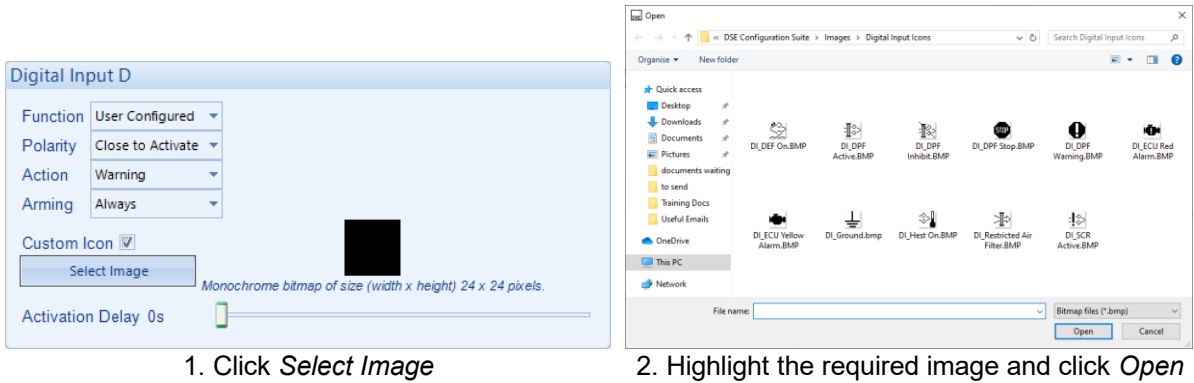 Digital Input D
Function User Configured
Polarity Close to Activate
Action Warning
Arming Always
Custom Icon
Select Image
Monochrome bitmap of size (width x height) 24 x 24 pixels.
Activation Delay 0s
1. Click Select Image
Open
« DSE Configuration Suite > Images > Digital Input Icons
Search Digital Input Icons
Organise
New folder
Quick access
Desktop
Downloads
Documents
Pictures
documents waiting
to send
Training Docs
Useful Emails
OneDrive
This PC
Network
DI_DEF On.BMP
DI_DPF
Active.BMP
DI_DPF
Inhibit.BMP
STOP
DI_DPF Stop.BMP
DI_DPF
Warning.BMP
DI_ECU Red
Alarm.BMP
DI_ECU Yellow
Alarm.BMP
DI_Ground.bmp
DI_Hest On.BMP
DI_Restricted Air
Filter.BMP
DI_SCR
Active.BMP
File name:
Bitmap files (*.bmp)
Open
Cancel
2. Highlight the required image and click Open